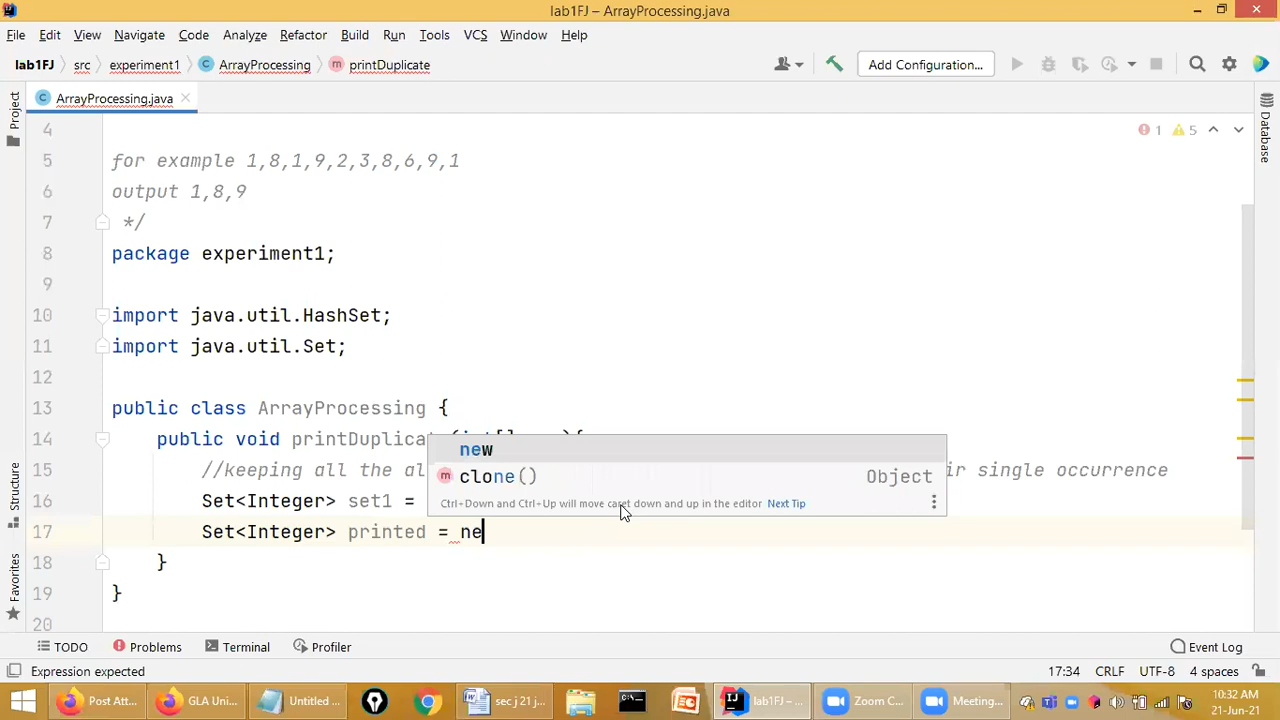 lab1FJ – ArrayProcessing.java
File Edit View Navigate Code Analyze Refactor Build Run Tools VCS Window Help
lab1FJ src experiment1 C ArrayProcessing m printDuplicate Add Configuration...
C ArrayProcessing.java
1 5
Project
Database
Structure
Favorites
4
5 for example 1,8,1,9,2,3,8,6,9,1
6 output 1,8,9
7 */
8 package experiment1;
9
10 import java.util.HashSet;
11 import java.util.Set;
12
13 public class ArrayProcessing {
14 public void printDuplicat
15 //keeping all the al ir single occurrence
16 Set<Integer> set1 =
17 Set<Integer> printed = ne
18 }
19 }
20
new
m clone() Object
Ctrl+Down and Ctrl+Up will move caret down and up in the editor Next Tip
TODO Problems Terminal Profiler Event Log
Expression expected 17:34 CRLF UTF-8 4 spaces
Post Att... GLA Uni... Untitled ... sec j 21 j... lab1FJ – ... Zoom C... Meeting... 10:32 AM
21-Jun-21